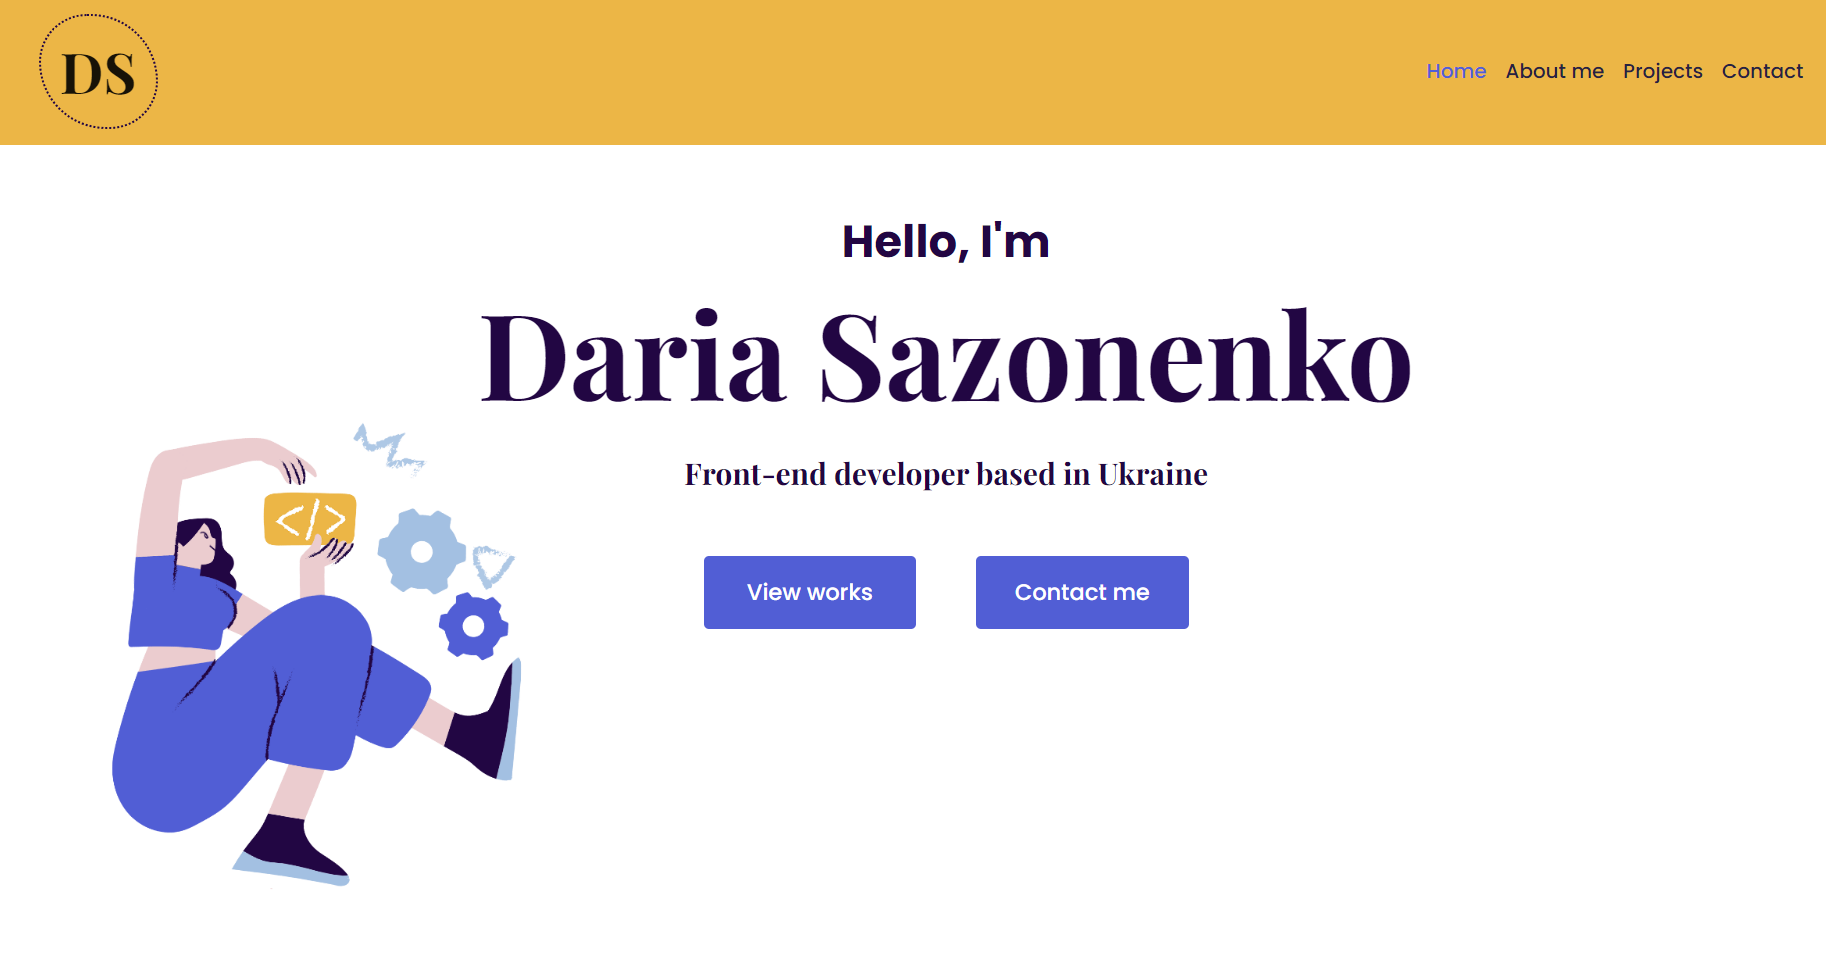 DS
Home About me Projects Contact
Hello, I'm
Daria Sazonenko
Front-end developer based in Ukraine
</>
View works Contact me